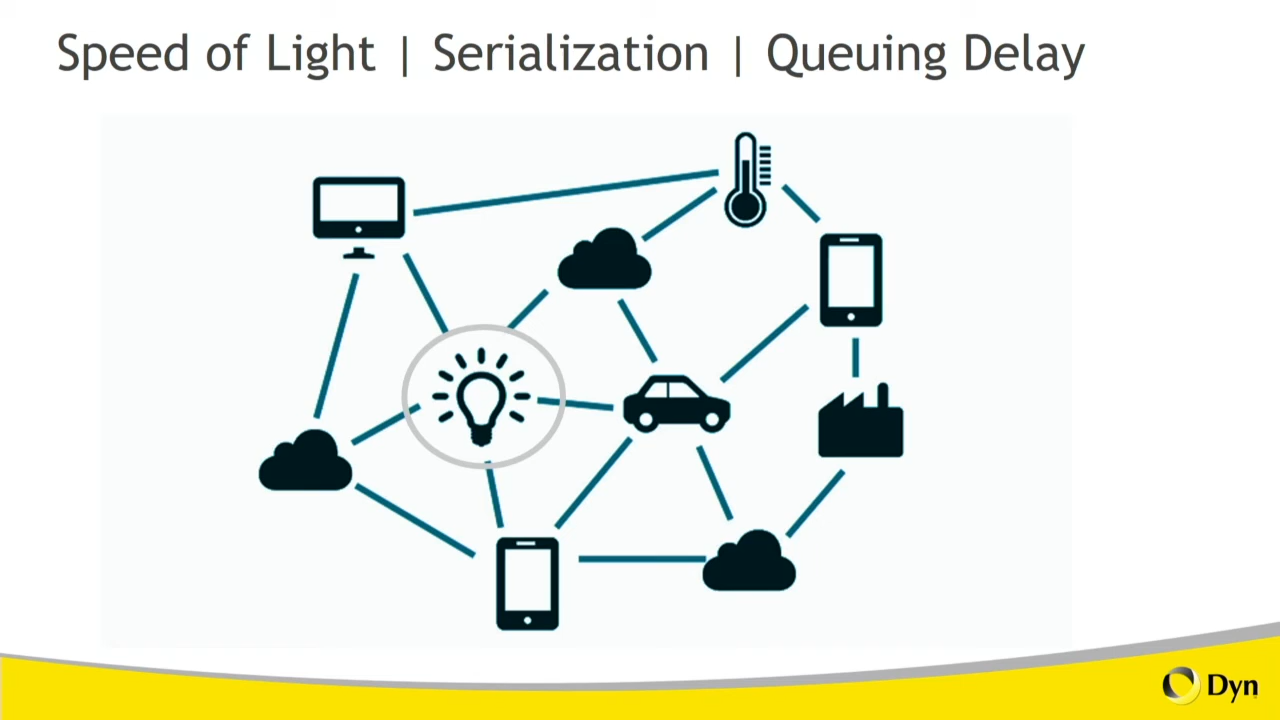 Speed of Light | Serialization | Queuing Delay
Dyn